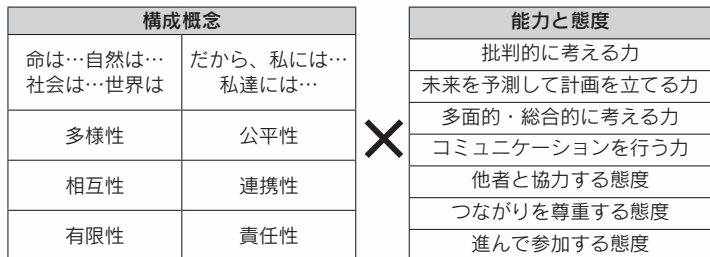 構成概念
命は…自然は…
社会は…世界は
だから、私には…
私達には…
多様性
公平性
相互性
連携性
有限性
責任性
×
能力と態度
批判的に考える力
未来を予測して計画を立てる力
多面的・総合的に考える力
コミュニケーションを行う力
他者と協力する態度
つながりを尊重する態度
進んで参加する態度